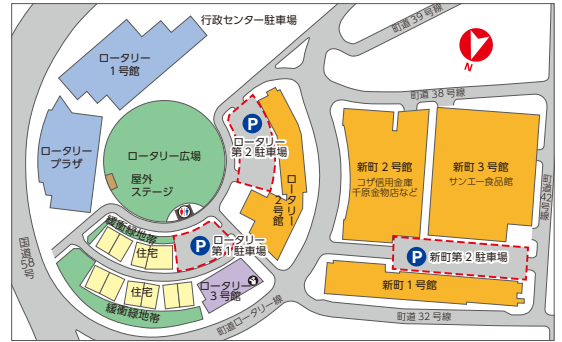 行政センター駐車場
町道39号線
ロータリー
1号館
N
町道38号線
P
ロータリー
第2駐車場
ロータリー
プラザ
ロータリー広場
屋外
ステージ
ロータリー
2号館
新町2号館
コザ信用金庫
千原金物店など
新町3号館
サンエー食品館
町道42号線
国道58号
緩衝緑地帯
住宅
P
ロータリー
第1駐車場
P
新町第2駐車場
住宅
緩衝緑地帯
ロータリー
3号館
新町1号館
町道ロータリー線
町道32号線